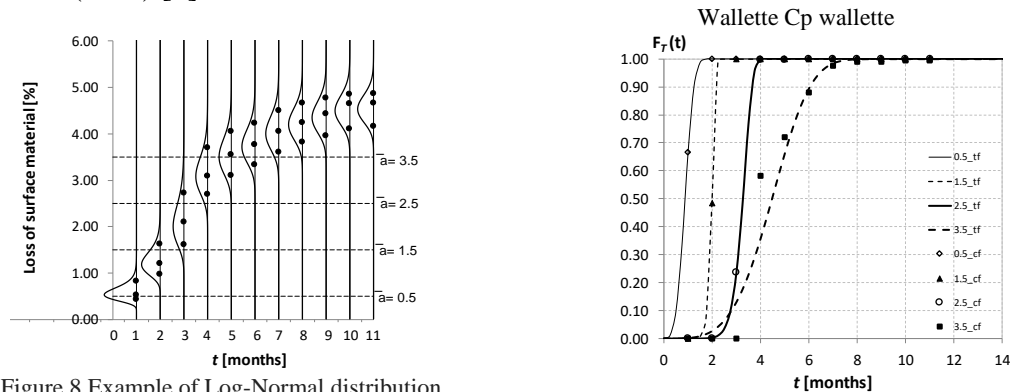 6.00
5.00
4.00
3.00
2.00
1.00
0.00
Loss of surface material [%]
a= 3.5
a= 2.5
a= 1.5
a= 0.5
0 1 2 3 4 5 6 7 8 9 10 11
t [months]
Figure 8 Example of Log-Normal distribution
Wallette Cp wallette
F_T (t)
1.00
0.90
0.80
0.70
0.60
0.50
0.40
0.30
0.20
0.10
0.00
0.5_tf
1.5_tf
2.5_tf
3.5_tf
0.5_cf
1.5_cf
2.5_cf
3.5_cf
0 2 4 6 8 10 12 14
t [months]